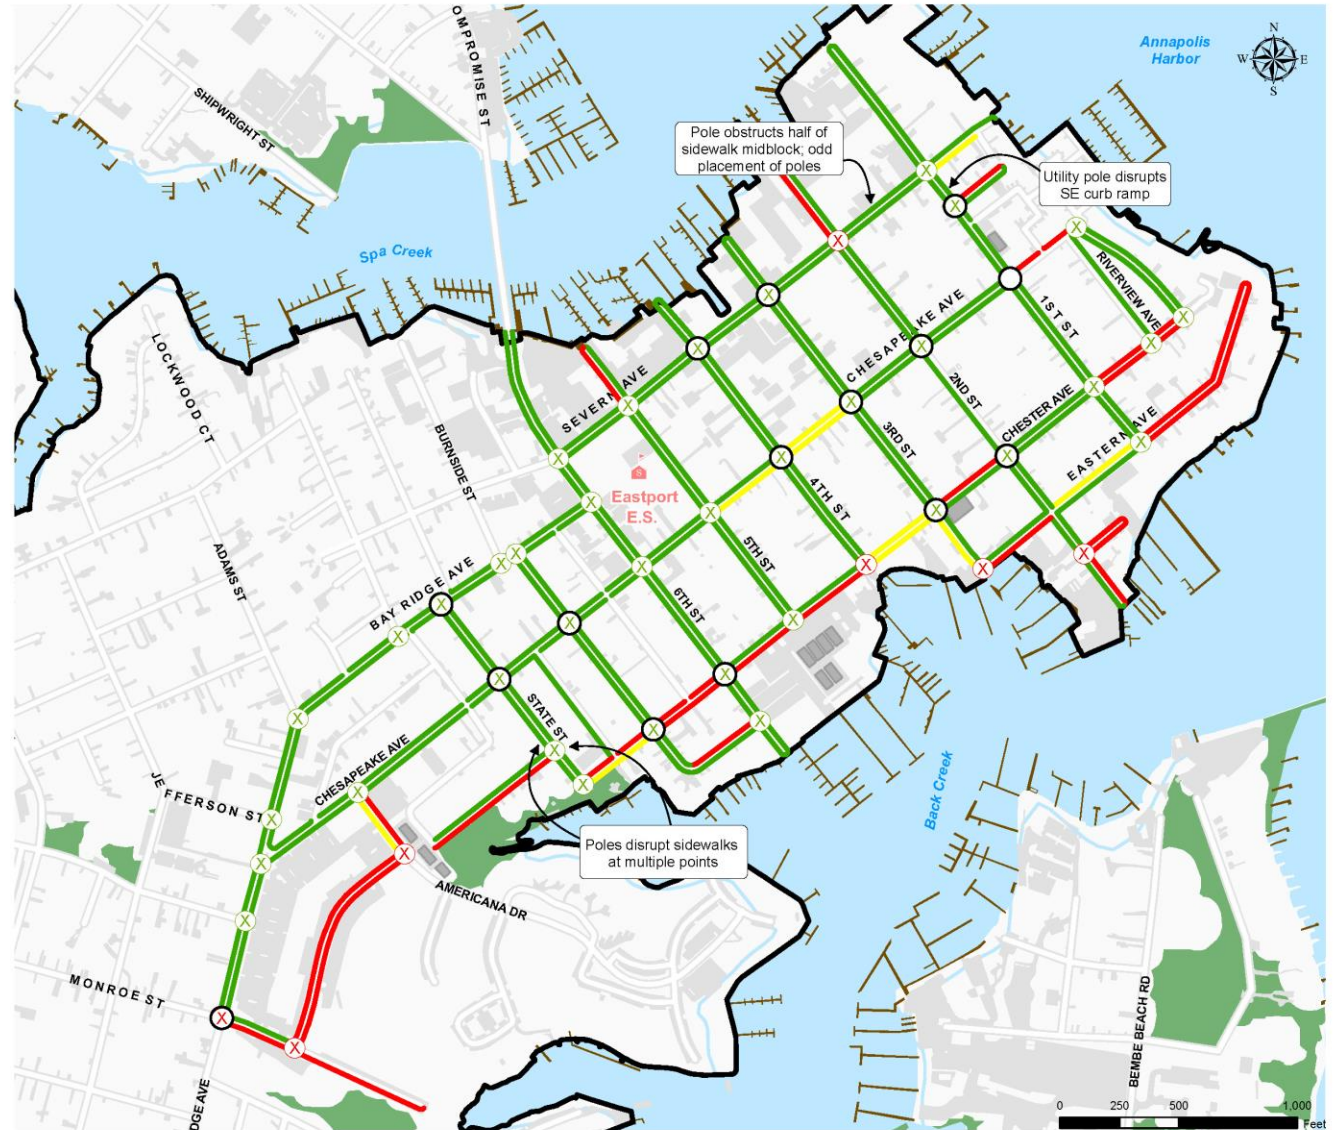 OMPROMISE ST
Annapolis
Harbor
N
W
E
S
SHIPWRIGHT ST
Pole obstructs half of
sidewalk midblock; odd
placement of poles
Utility pole disrupts
SE curb ramp
Spa Creek
RIVERVIEW AVE
1ST ST
CHESAPEAKE AVE
LOCKWOOD CT
SEVERN AVE
2ND ST
CHESTER AVE
BURNSIDE ST
3RD ST
EASTERN AVE
S
Eastport
E.S.
4TH ST
ADAMS ST
5TH ST
BAY RIDGE AVE
6TH ST
STATE ST
CHESAPEAKE AVE
JEFFERSON ST
Back Creek
Poles disrupt sidewalks
at multiple points
AMERICANA DR
MONROE ST
BEMBE BEACH RD
DGE AVE
0 250 500 1,000
Feet